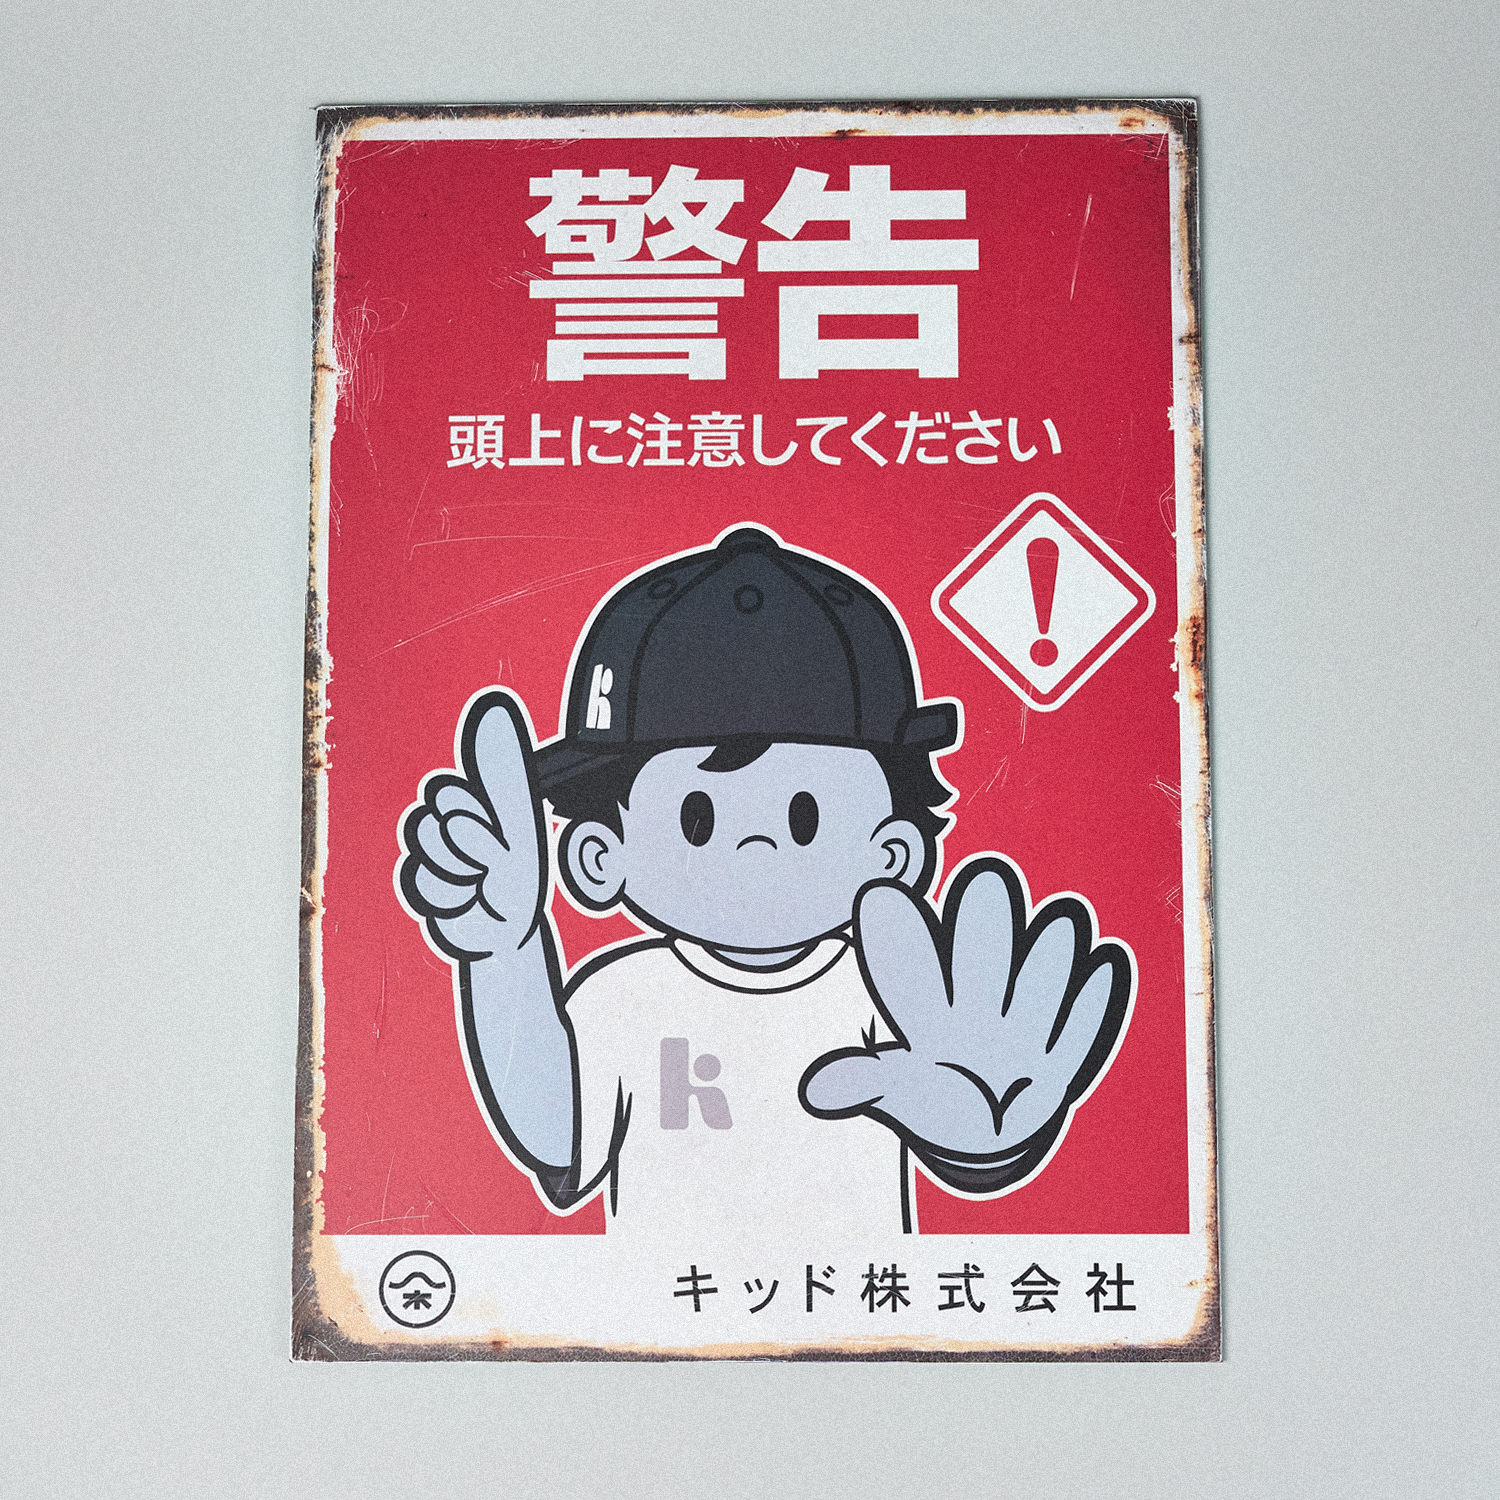 警告
頭上に注意してください
k
k
キッド株式会社